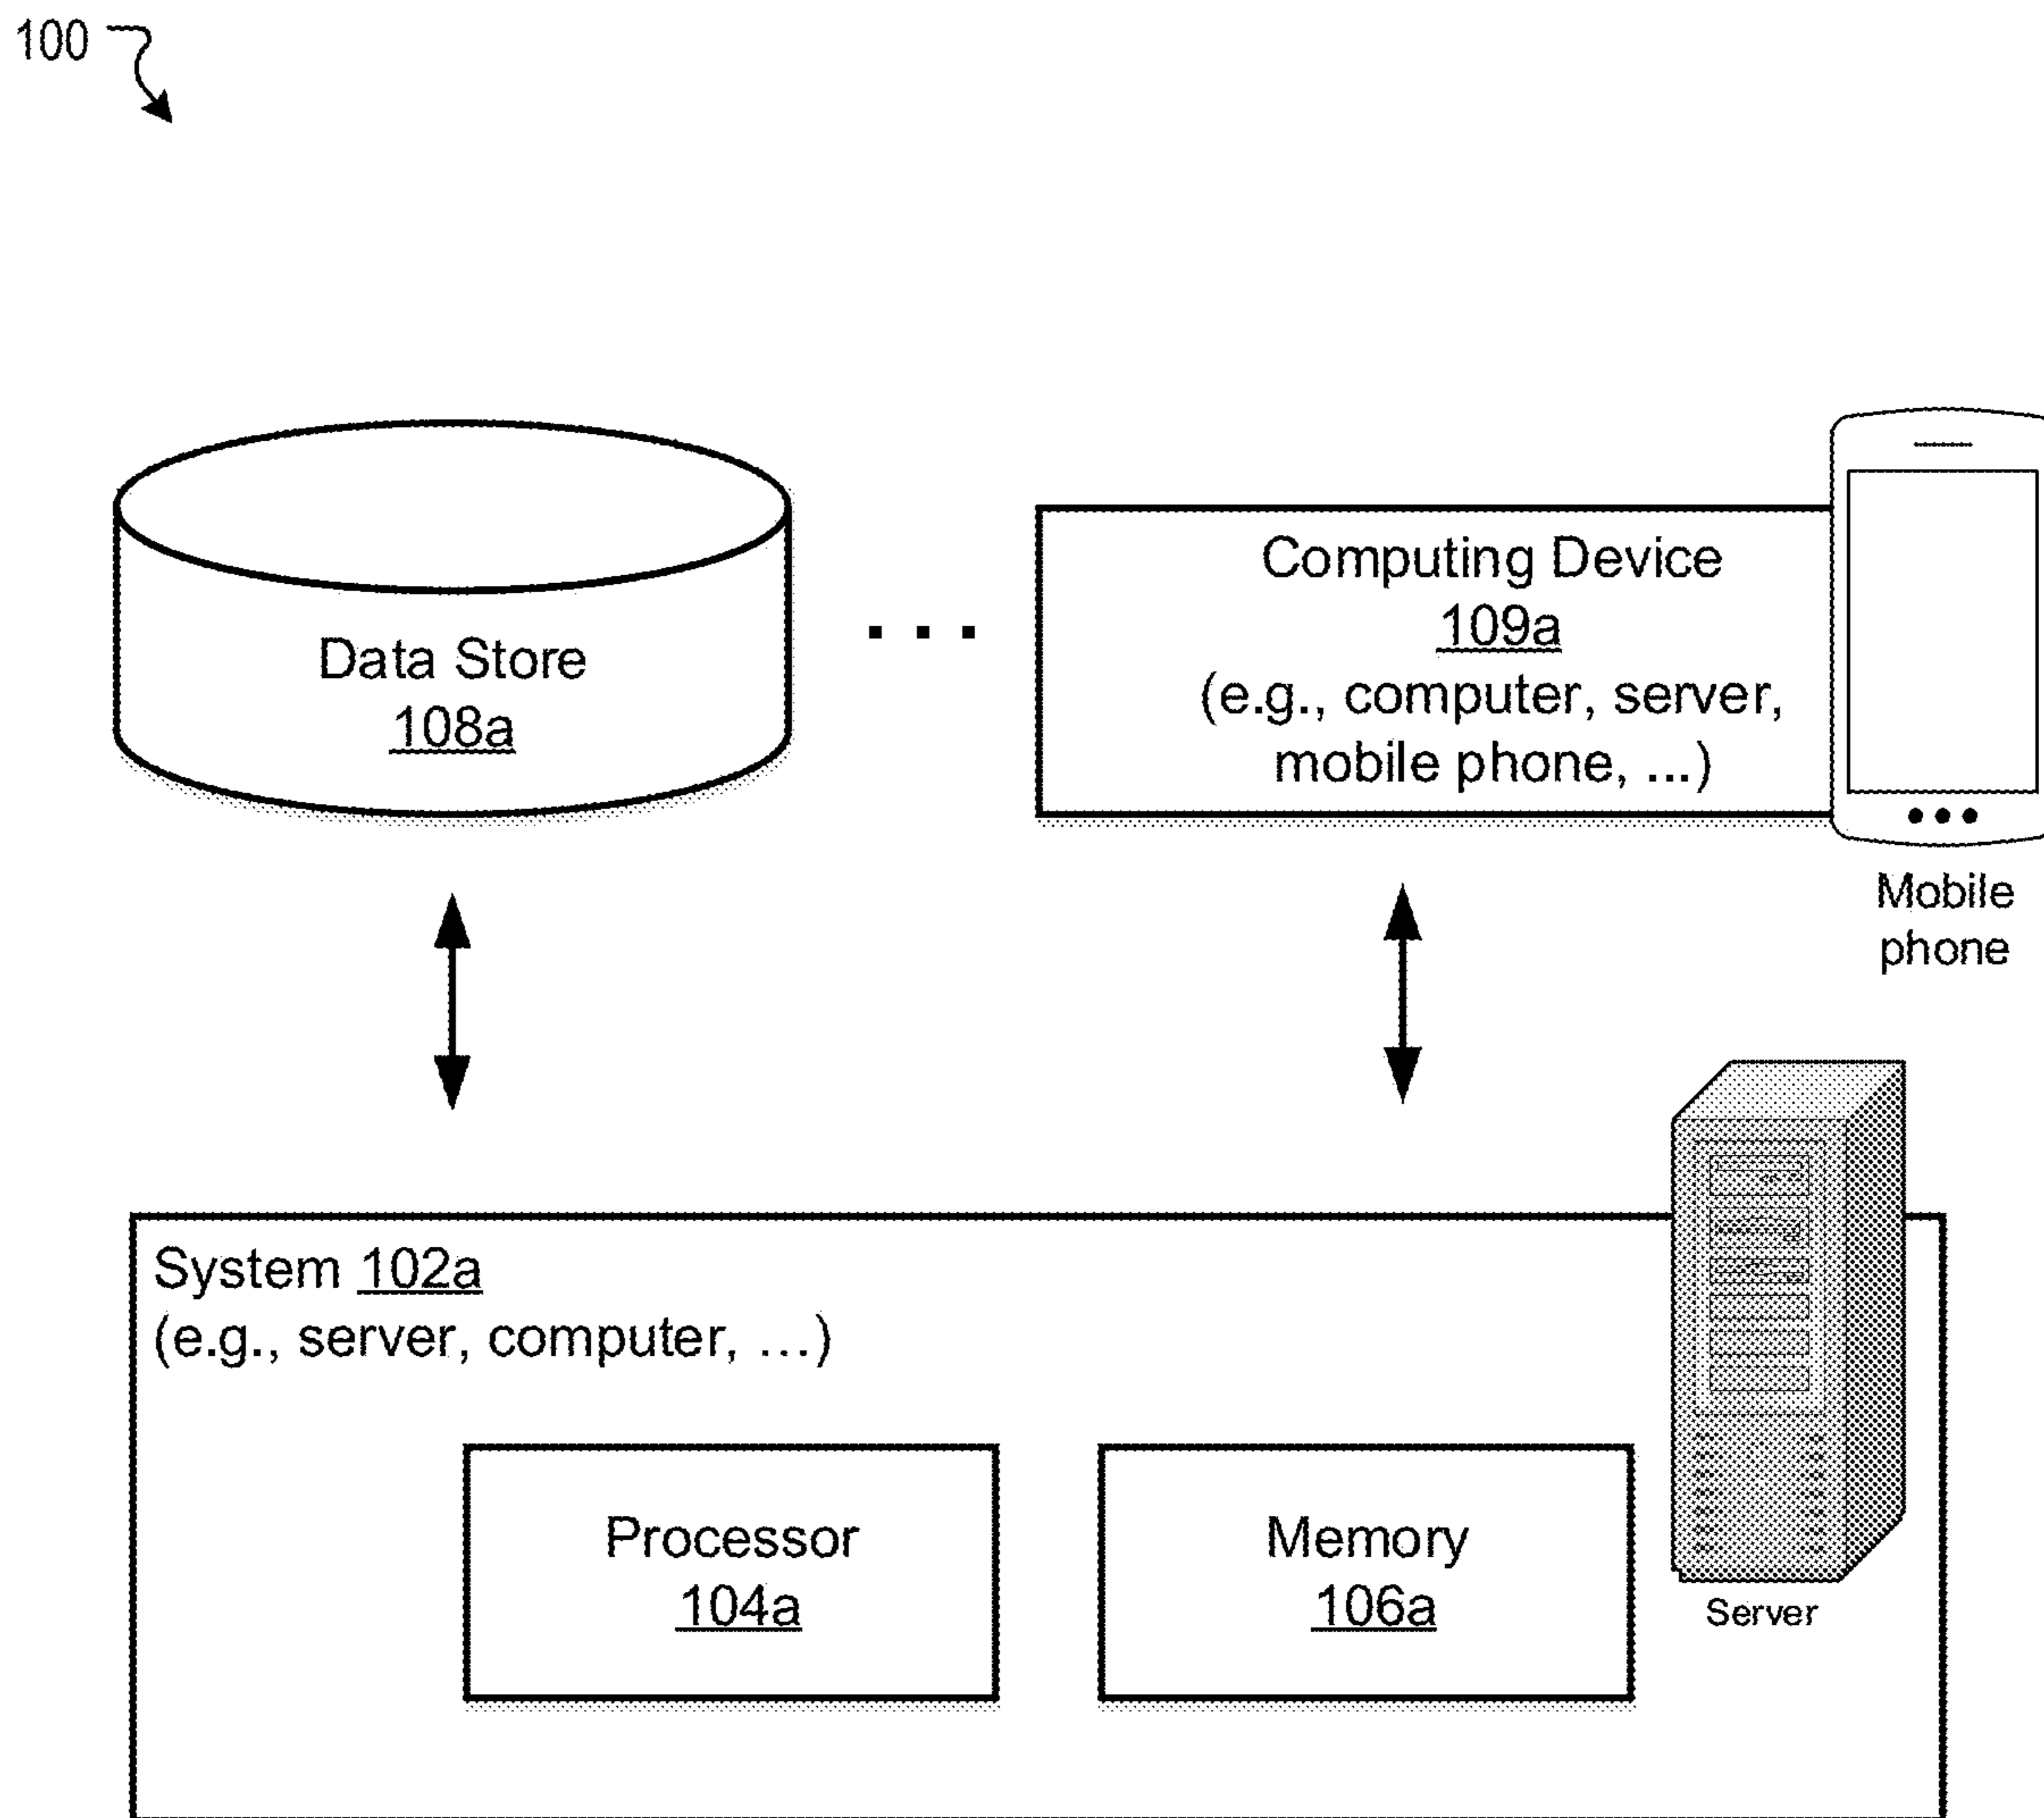 100
Data Store
108a
. . .
Computing Device
109a
(e.g., computer, server,
mobile phone, ...)
Mobile
phone
System 102a
(e.g., server, computer, ...)
Processor
104a
Memory
106a
Server